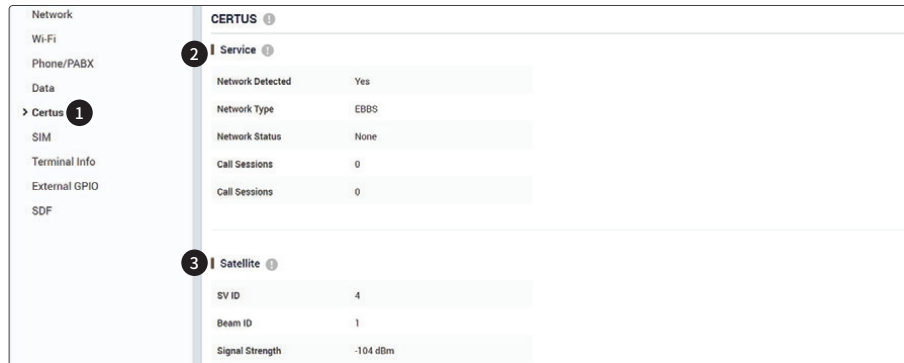 Network
Wi-Fi
Phone/PABX
Data
> Certus 1
SIM
Terminal Info
External GPIO
SDF
CERTUS !
2 Service !
Network Detected Yes
Network Type EBBS
Network Status None
Call Sessions 0
Call Sessions 0
3 Satellite !
SV ID 4
Beam ID 1
Signal Strength -104 dBm